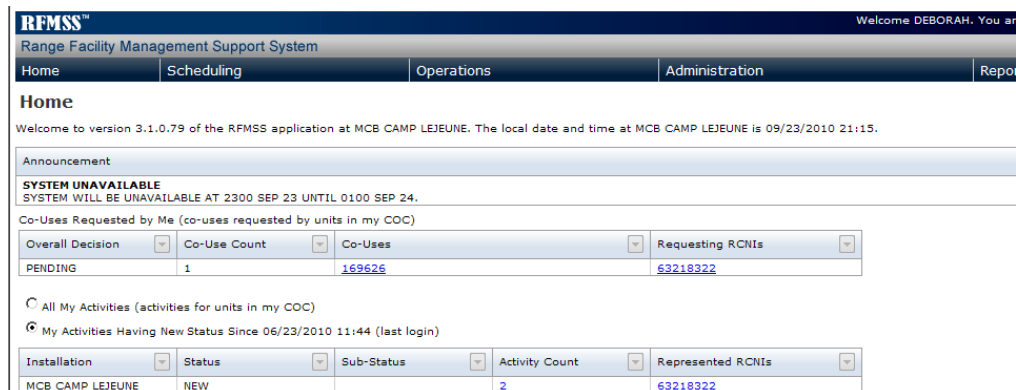 RFMSS™ Welcome DEBORAH. You ar
Range Facility Management Support System
Home Scheduling Operations Administration Repor
Home
Welcome to version 3.1.0.79 of the RFMSS application at MCB CAMP LEJEUNE. The local date and time at MCB CAMP LEJEUNE is 09/23/2010 21:15.
Announcement
SYSTEM UNAVAILABLE
SYSTEM WILL BE UNAVAILABLE AT 2300 SEP 23 UNTIL 0100 SEP 24.
Co-Uses Requested by Me (co-uses requested by units in my COC)
Overall Decision Co-Use Count Co-Uses Requesting RCNIs
PENDING 1 169626 63218322
All My Activities (activities for units in my COC)
My Activities Having New Status Since 06/23/2010 11:44 (last login)
Installation Status Sub-Status Activity Count Represented RCNIs
MCB CAMP LEJEUNE NEW 2 63218322